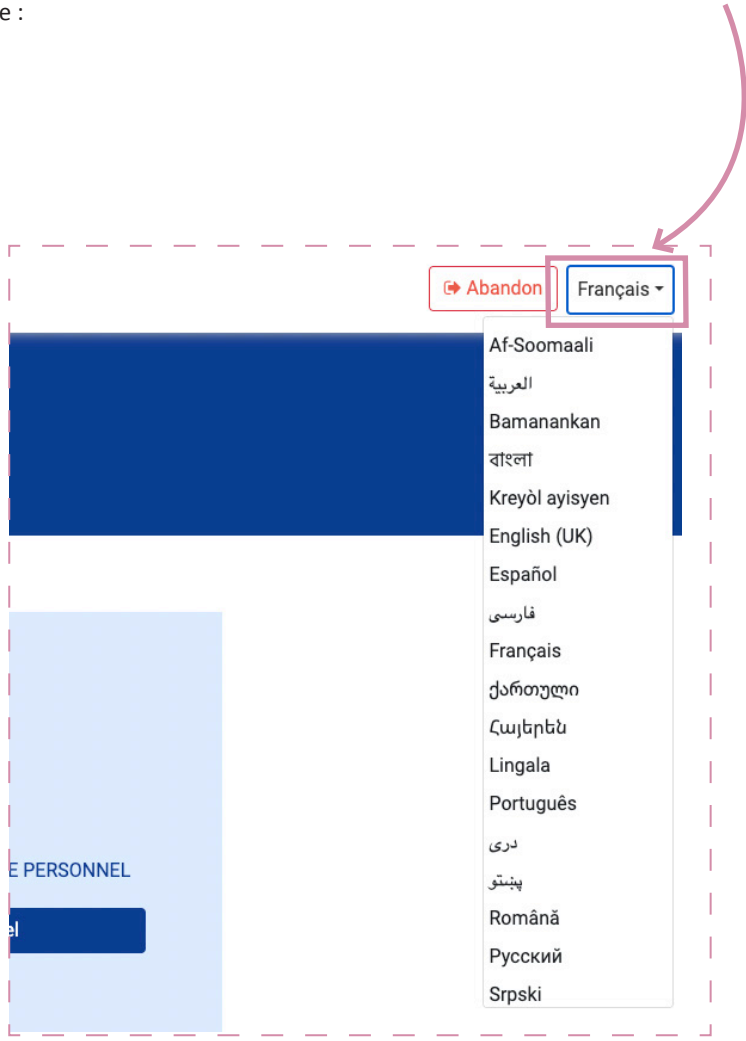 e :
Abandon
Français
Af-Soomaali
العربية
Bamanankan
বাংলা
Kreyòl ayisyen
English (UK)
Español
فارسی
Français
ქართული
Հայերեն
Lingala
Português
دری
پښتو
Română
Русский
Srpski
E PERSONNEL
el